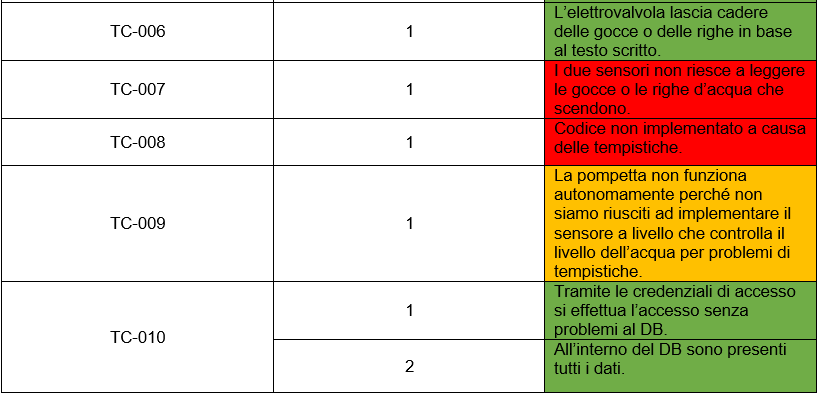 TC-006
1
L’elettrovalvola lascia cadere
delle gocce o delle righe in base
al testo scritto.
TC-007
1
I due sensori non riesce a leggere
le gocce o le righe d’acqua che
scendono.
TC-008
1
Codice non implementato a causa
delle tempistiche.
TC-009
1
La pompetta non funziona
autonomamente perché non
siamo riusciti ad implementare il
sensore a livello che controlla il
livello dell’acqua per problemi di
tempistiche.
TC-010
1
Tramite le credenziali di accesso
si effettua l’accesso senza
problemi al DB.
2
All’interno del DB sono presenti
tutti i dati.